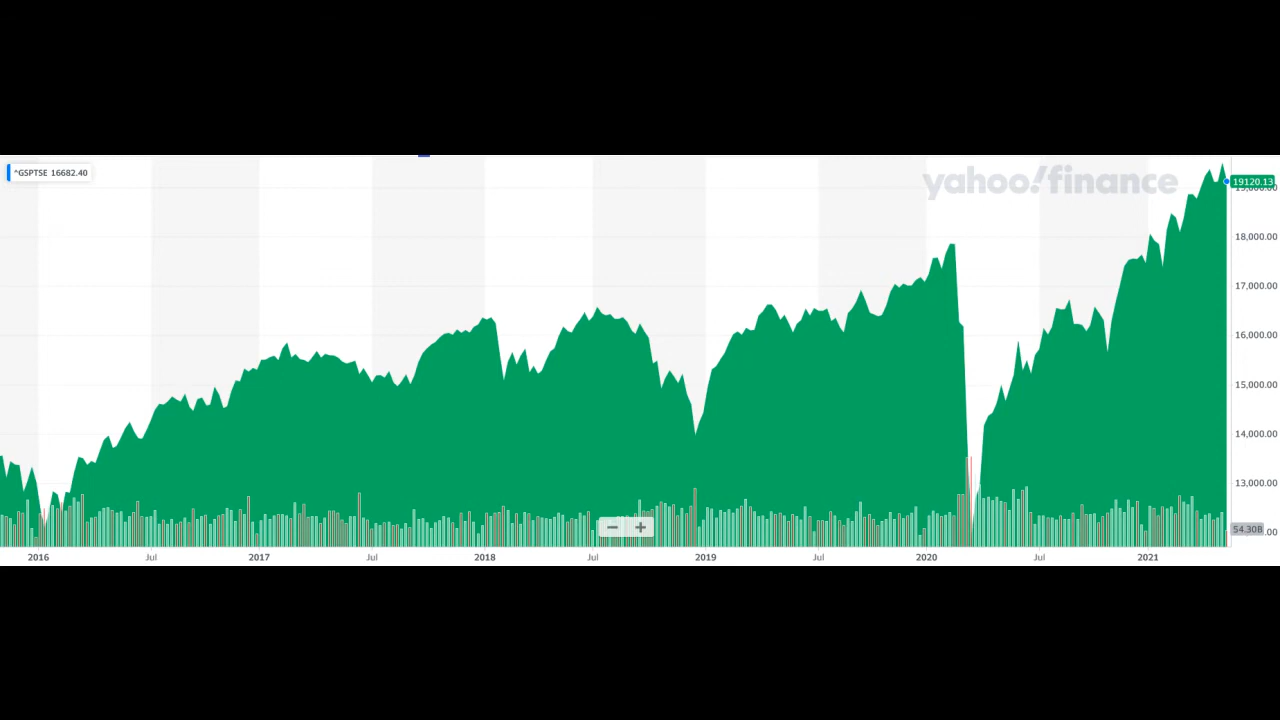 ^GSPTSE 16682.40
yahoo!finance
19120.13
18,000.00
17,000.00
16,000.00
15,000.00
14,000.00
13,000.00
54.30B
2016 Jul 2017 Jul 2018 Jul 2019 Jul 2020 Jul 2021